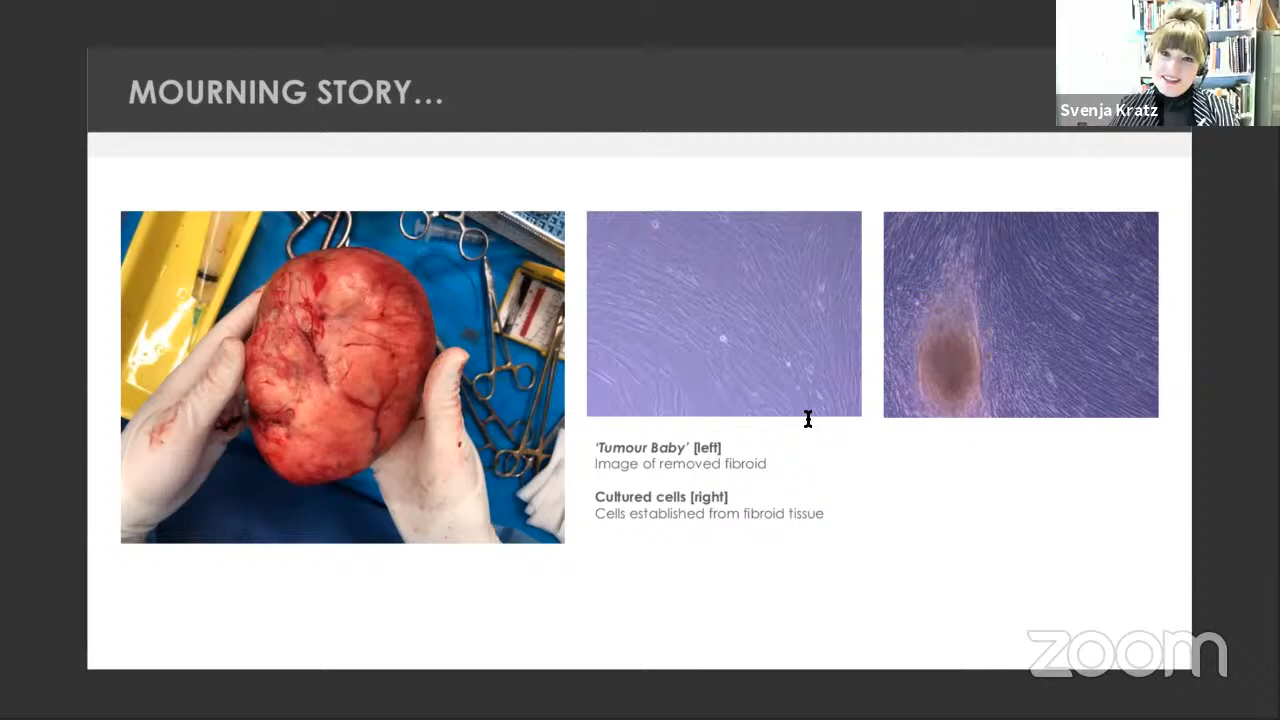 MOURNING STORY...
Svenja Kratz
'Tumour Baby' [left]
Image of removed fibroid
Cultured cells [right]
Cells established from fibroid tissue
zoom